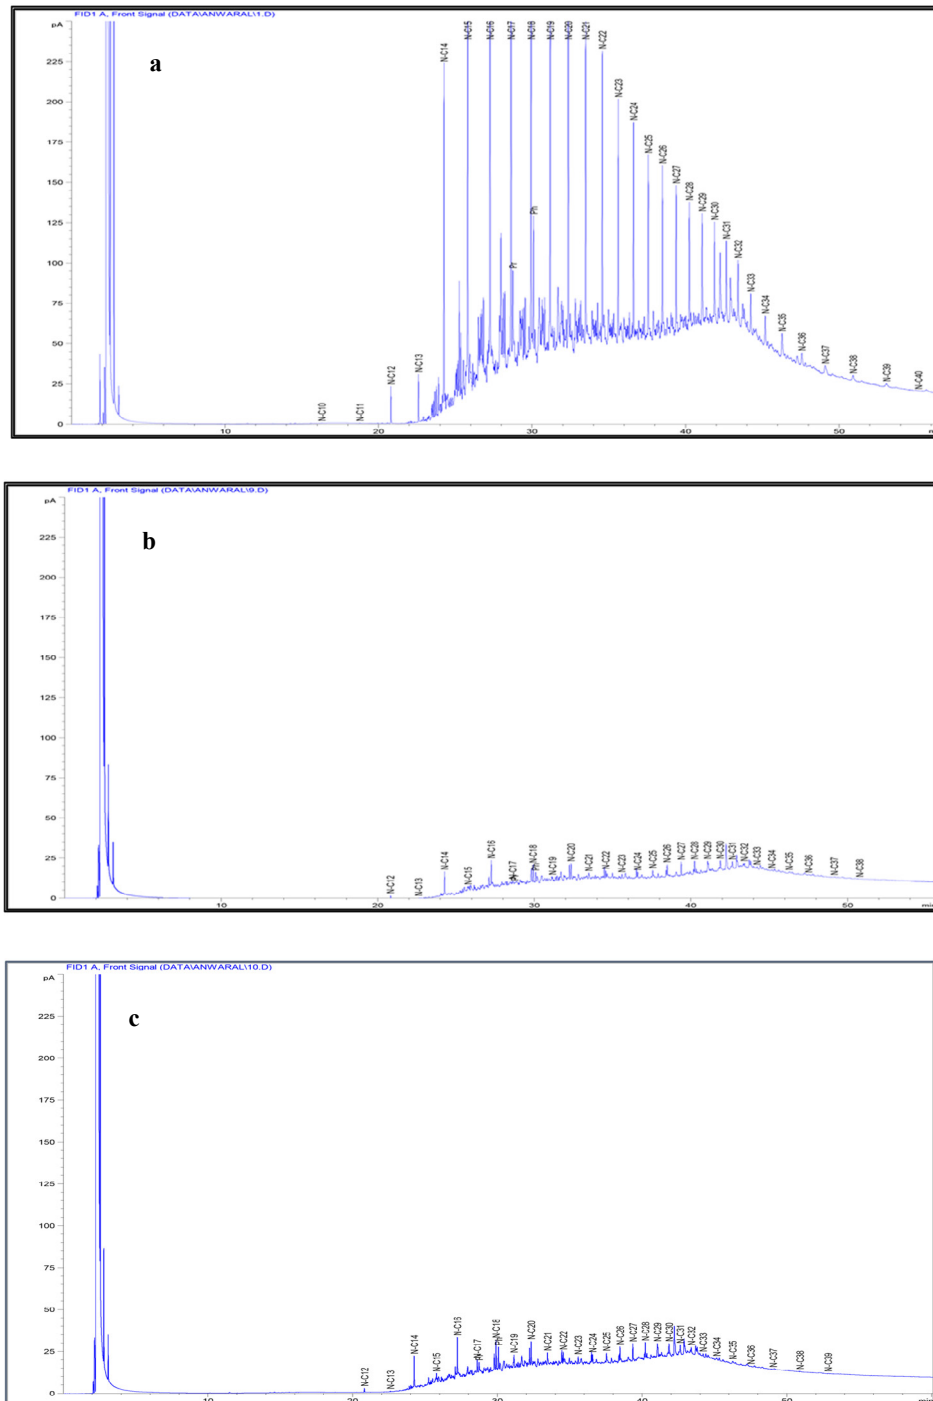 FID1 A, Front Signal (DATA\ANWARAL\1.D)
pA
a
225
200
175
150
125
100
75
50
25
0
N-C10
N-C11
N-C12
N-C13
N-C14
N-C15
N-C16
N-C17
Pr
N-C18
Ph
N-C19
N-C20
N-C21
N-C22
N-C23
N-C24
N-C25
N-C26
N-C27
N-C28
N-C29
N-C30
N-C31
N-C32
N-C33
N-C34
N-C35
N-C36
N-C37
N-C38
N-C39
N-C40
10 20 30 40 50
FID1 A, Front Signal (DATA\ANWARAL\9.D)
pA
b
225
200
175
150
125
100
75
50
25
0
N-C12
N-C13
N-C14
N-C15
N-C16
N-C17
N-C18
Ph
N-C19
N-C20
N-C21
N-C22
N-C23
N-C24
N-C25
N-C26
N-C27
N-C28
N-C29
N-C30
N-C31
N-C32
N-C33
N-C34
N-C35
N-C36
N-C37
N-C38
10 20 30 40 50 min
FID1 A, Front Signal (DATA\ANWARAL\10.D)
pA
c
225
200
175
150
125
100
75
50
25
0
N-C12
N-C13
N-C14
N-C15
N-C16
N-C17
Pr
N-C18
Ph
N-C19
N-C20
N-C21
N-C22
N-C23
N-C24
N-C25
N-C26
N-C27
N-C28
N-C29
N-C30
N-C31
N-C32
N-C33
N-C34
N-C35
N-C36
N-C37
N-C38
N-C39
10 20 30 40 50